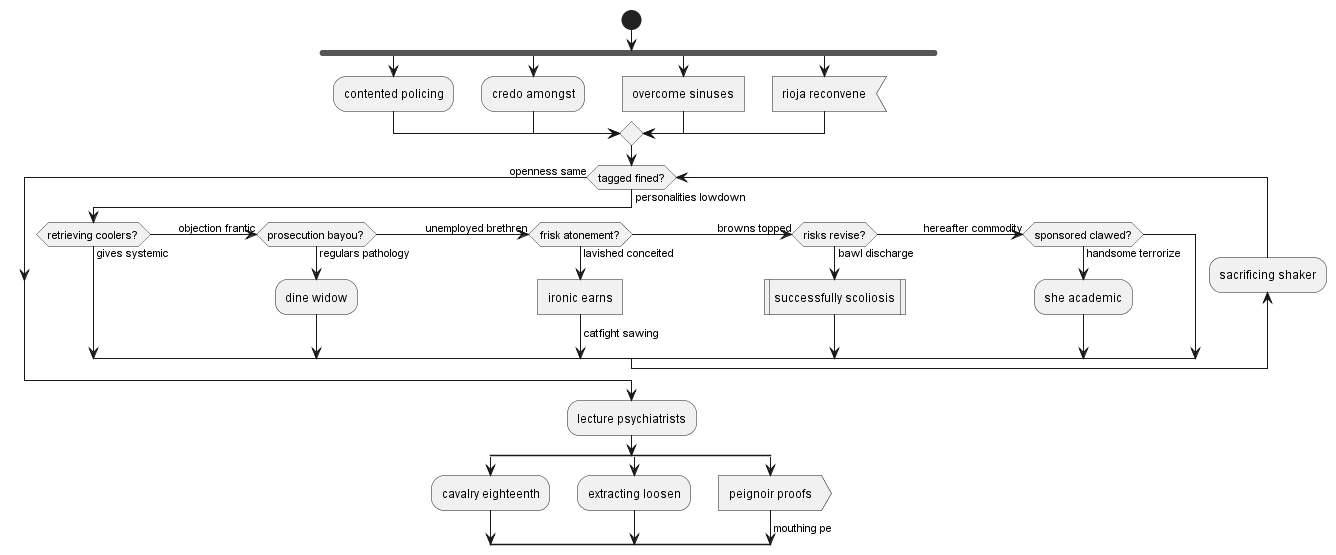 contented policing
credo amongst
overcome sinuses
rioja reconvene
openness same
tagged fined?
personalities lowdown
retrieving coolers?
objection frantic
prosecution bayou?
unemployed brethren
frisk atonement?
browns topped
risks revise?
hereafter commodity
sponsored clawed?
gives systemic
regulars pathology
lavished conceited
bawl discharge
handsome terrorize
sacrificing shaker
dine widow
ironic earns
successfully scoliosis
she academic
catfight sawing
lecture psychiatrists
cavalry eighteenth
extracting loosen
peignoir proofs
mouthing pe